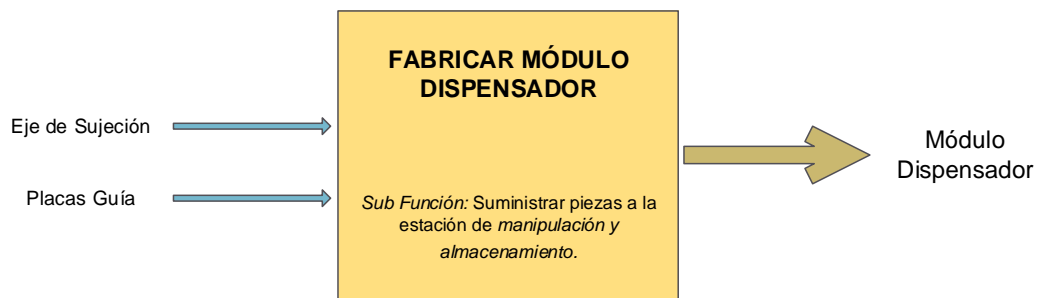 FABRICAR MÓDULO
DISPENSADOR
Eje de Sujeción
Placas Guía
Sub Función: Suministrar piezas a la
estación de manipulación y
almacenamiento.
Módulo
Dispensador